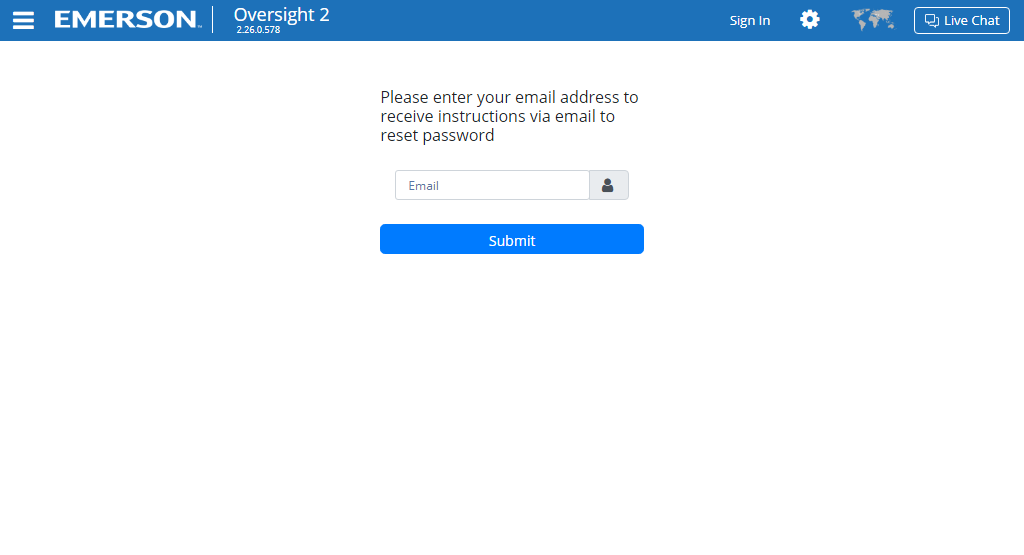 EMERSON
Oversight 2
2.26.0.578
Sign In
Live Chat
Please enter your email address to
receive instructions via email to
reset password
Email
Submit